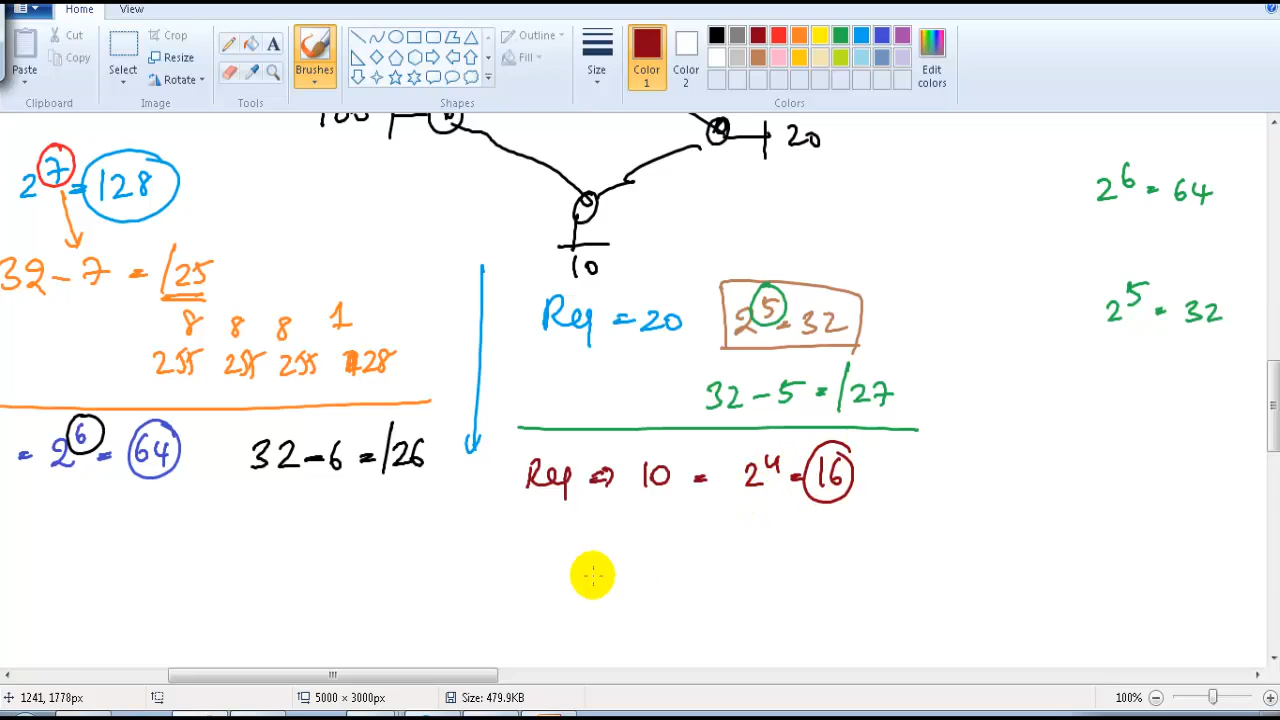 Home View
Cut
Copy
Paste
Clipboard
Select
Crop
Resize
Rotate
Image
A
Tools
Brushes
Outline
Fill
Shapes
Size
Color 1
Color 2
Edit colors
Colors
100
20
10
2^7 = 128
32 - 7 = /25
8 8 8 1
255 255 255 128
= 2^6 = 64
32 - 6 = /26
Req = 20
2^5 = 32
32 - 5 = /27
Req => 10 = 2^4 = 16
2^6 = 64
2^5 = 32
1241, 1778px
5000 × 3000px
Size: 479.9KB
100%